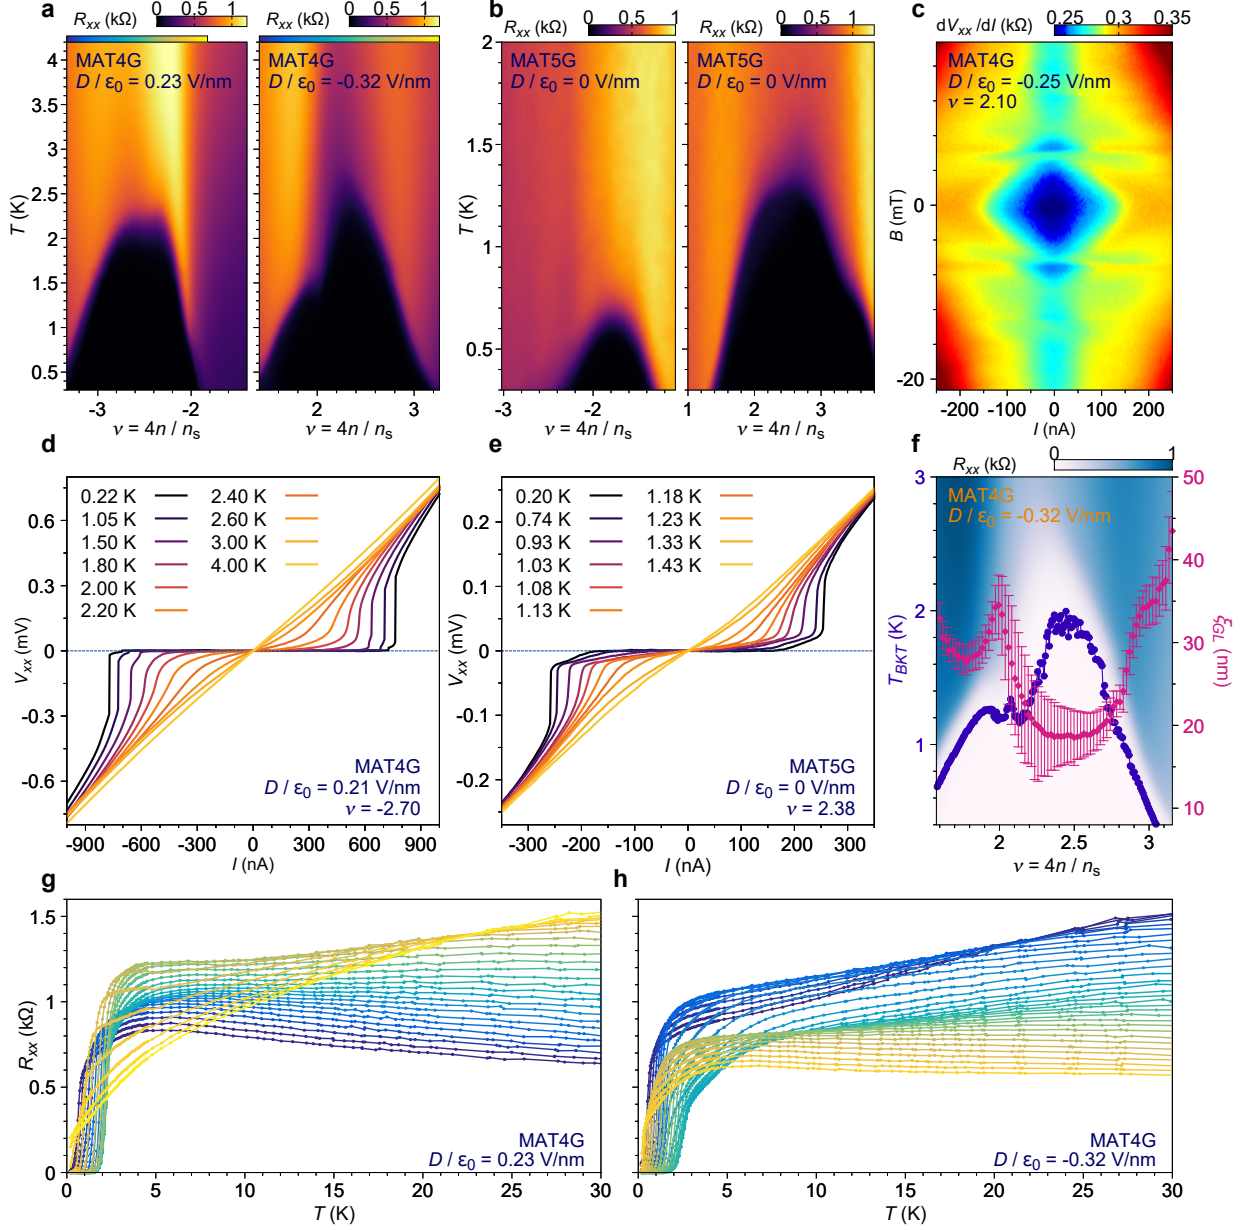 a
R_xx (kΩ)
0 1
R_xx (kΩ)
0 1
MAT4G
D / ε₀ = 0.23 V/nm
MAT4G
D / ε₀ = -0.32 V/nm
4
3.5
3
2.5
2
1.5
1
0.5
T (K)
-3 -2
ν = 4n / n_s
2 3
ν = 4n / n_s
b
R_xx (kΩ)
0 0.5 1
R_xx (kΩ)
0 1
MAT5G
D / ε₀ = 0 V/nm
MAT5G
D / ε₀ = 0 V/nm
2
1.5
1
0.5
T (K)
-3 -2 -1
ν = 4n / n_s
1 2 3
ν = 4n / n_s
c
dV_xx /dI (kΩ)
0.25 0.3 0.35
MAT4G
D / ε₀ = -0.25 V/nm
ν = 2.10
0
-20
B (mT)
-200 -100 0 100
I (nA)
d
0.22 K
1.05 K
1.50 K
1.80 K
2.00 K
2.20 K
2.40 K
2.60 K
3.00 K
4.00 K
0.6
0.3
0
-0.3
-0.6
V_xx (mV)
MAT4G
D / ε₀ = 0.21 V/nm
ν = -2.70
-900 -600 -300 0 300 600 900
I (nA)
e
0.20 K
0.74 K
0.93 K
1.03 K
1.08 K
1.13 K
1.18 K
1.23 K
1.33 K
1.43 K
0.2
0.1
0
-0.1
-0.2
V_xx (mV)
MAT5G
D / ε₀ = 0 V/nm
ν = 2.38
-300 -200 -100 0 100 200 300
I (nA)
f
R_xx (kΩ)
0 1
MAT4G
D / ε₀ = -0.32 V/nm
3
2
1
T_BKT (K)
50
40
30
20
10
ξ_GL (nm)
2 2.5 3
ν = 4n / n_s
g
1.5
1
0.5
0
R_xx (kΩ)
MAT4G
D / ε₀ = 0.23 V/nm
0 5 10 15 20 25 30
T (K)
h
MAT4G
D / ε₀ = -0.32 V/nm
0 5 10 15 20 25 30
T (K)